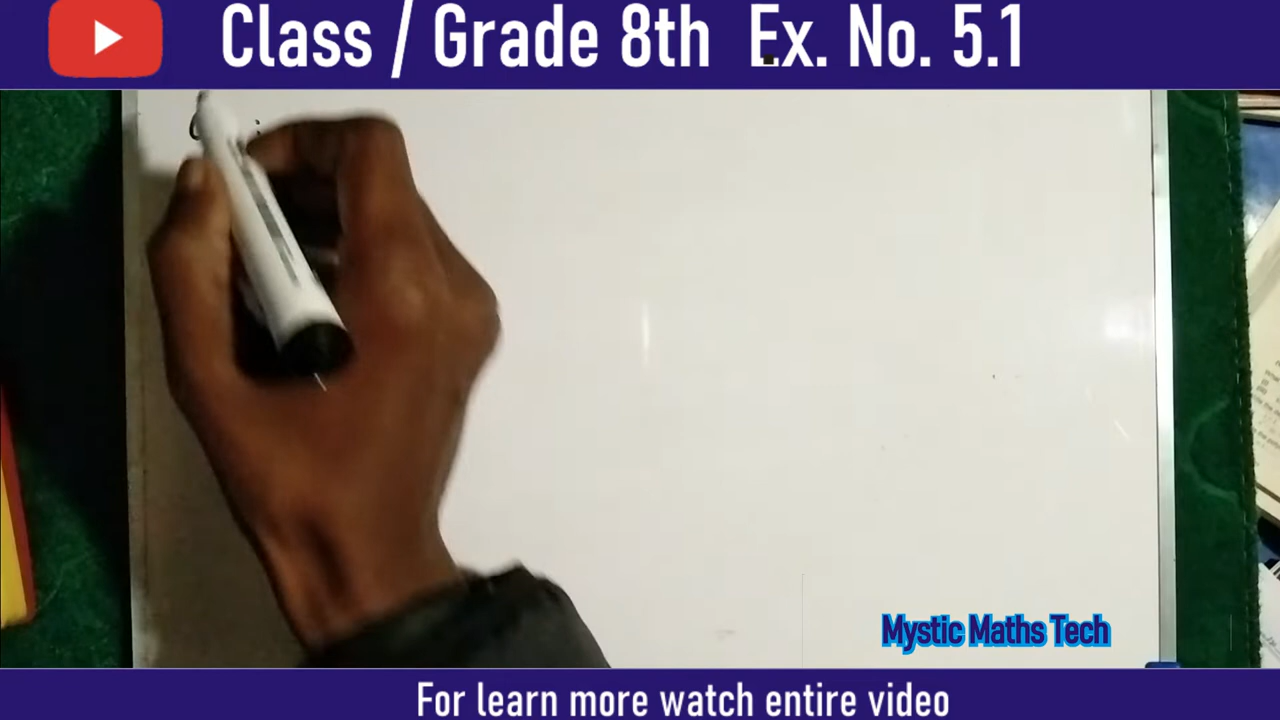 Class / Grade 8th Ex. No. 5.1
Mystic Maths Tech
For learn more watch entire video